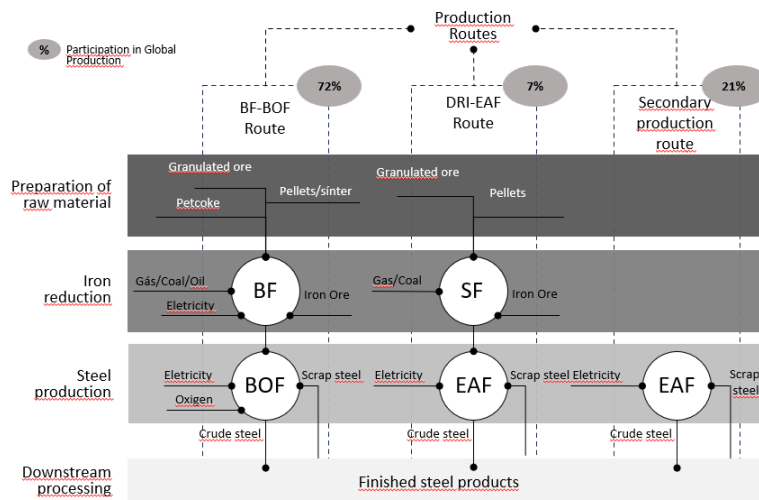 Production
Routes
%
Participation in Global
Production
72%
7%
21%
BF-BOF
Route
DRI-EAF
Route
Secondary
production
route
Preparation of
raw material
Granulated ore
Pellets/sínter
Petcoke
Granulated ore
Pellets
Iron
reduction
Gás/Coal/Oil
BF
Iron Ore
Eletricity
Gas/Coal
SF
Iron Ore
Steel
production
Eletricity
BOF
Scrap steel
Oxigen
Eletricity
EAF
Scrap steel
Eletricity
EAF
Scrap
steel
Crude steel
Crude steel
Crude steel
Downstream
processing
Finished steel products